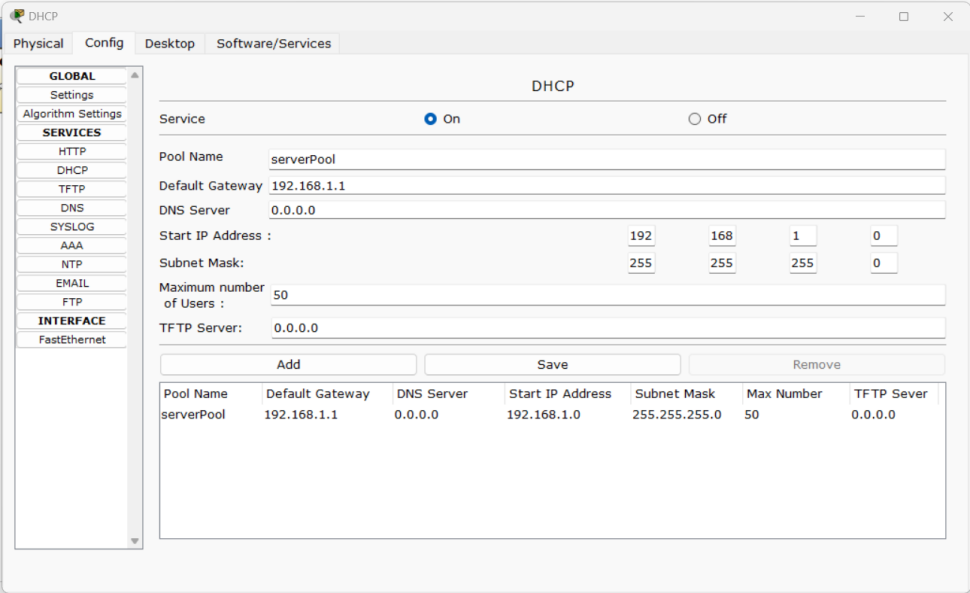 DHCP
Physical Config Desktop Software/Services
GLOBAL
Settings
Algorithm Settings
SERVICES
HTTP
DHCP
TFTP
DNS
SYSLOG
AAA
NTP
EMAIL
FTP
INTERFACE
FastEthernet
DHCP
Service On Off
Pool Name serverPool
Default Gateway 192.168.1.1
DNS Server 0.0.0.0
Start IP Address : 192 168 1 0
Subnet Mask: 255 255 255 0
Maximum number
of Users : 50
TFTP Server: 0.0.0.0
Add Save Remove
Pool Name Default Gateway DNS Server Start IP Address Subnet Mask Max Number TFTP Sever
serverPool 192.168.1.1 0.0.0.0 192.168.1.0 255.255.255.0 50 0.0.0.0